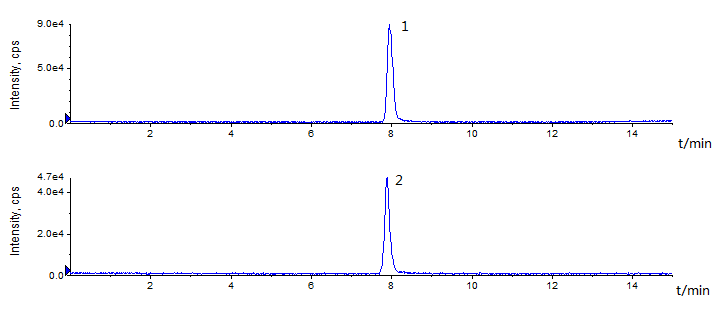 9.0e4
1
Intensity, cps
5.0e4
0.0
2 4 6 8 10 12 14
t/min
4.7e4
2
4.0e4
Intensity, cps
2.0e4
0.0
2 4 6 8 10 12 14
t/min